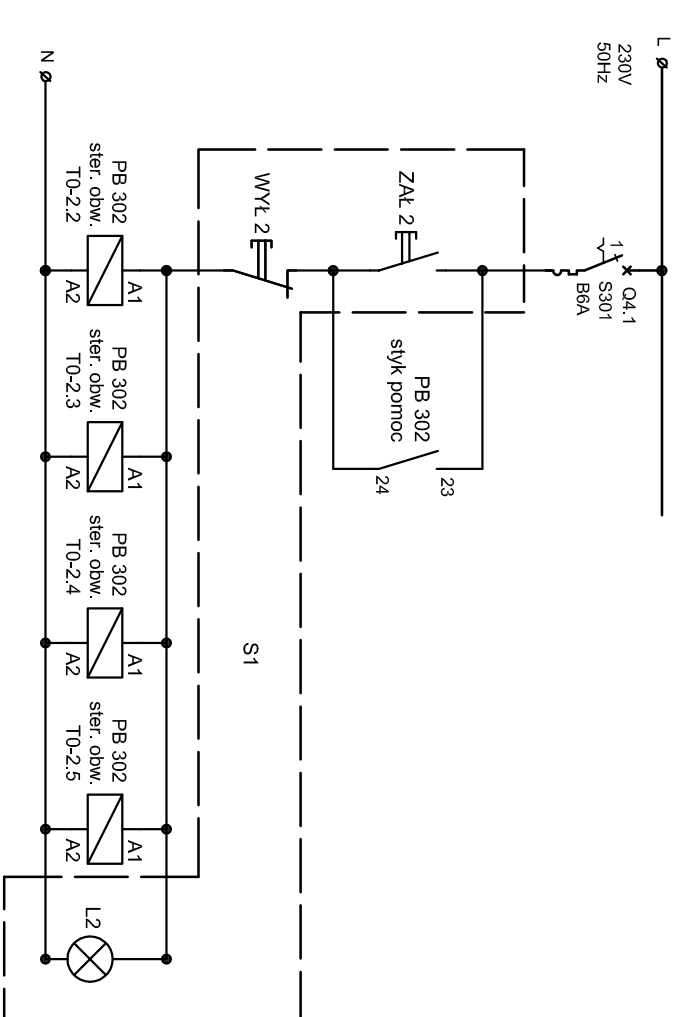 L
230V
50Hz
1
Q4.1
S301
B6A
ZAŁ 2
PB 302
styk pomoc
23
24
WYŁ 2
S1
N
PB 302
ster. obw.
T0-2.2
A1
A2
PB 302
ster. obw.
T0-2.3
A1
A2
PB 302
ster. obw.
T0-2.4
A1
A2
PB 302
ster. obw.
T0-2.5
A1
A2
L2